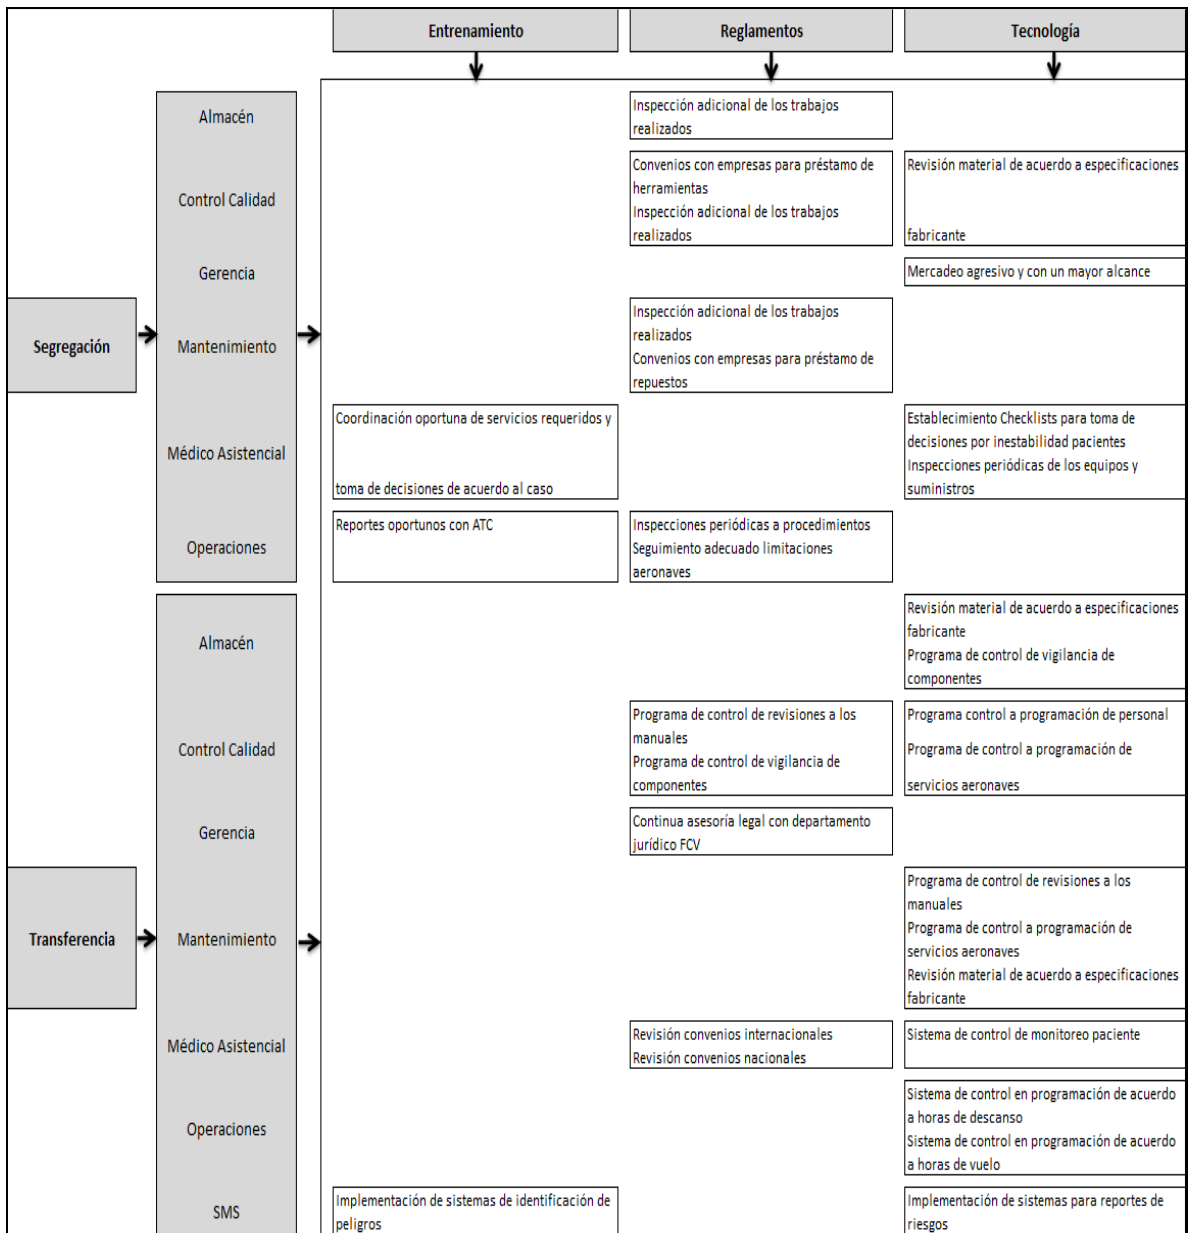 Entrenamiento
Reglamentos
Tecnología
Segregación
Almacén
Inspección adicional de los trabajos
realizados
Control Calidad
Convenios con empresas para préstamo de
herramientas
Inspección adicional de los trabajos
realizados
Revisión material de acuerdo a especificaciones
fabricante
Gerencia
Mercadeo agresivo y con un mayor alcance
Mantenimiento
Inspección adicional de los trabajos
realizados
Convenios con empresas para préstamo de
repuestos
Médico Asistencial
Coordinación oportuna de servicios requeridos y
toma de decisiones de acuerdo al caso
Establecimiento Checklists para toma de
decisiones por inestabilidad pacientes
Inspecciones periódicas de los equipos y
suministros
Operaciones
Reportes oportunos con ATC
Inspecciones periódicas a procedimientos
Seguimiento adecuado limitaciones
aeronaves
Transferencia
Almacén
Revisión material de acuerdo a especificaciones
fabricante
Programa de control de vigilancia de
componentes
Control Calidad
Programa de control de revisiones a los
manuales
Programa de control de vigilancia de
componentes
Programa control a programación de personal
Programa de control a programación de
servicios aeronaves
Gerencia
Continua asesoría legal con departamento
jurídico FCV
Mantenimiento
Programa de control de revisiones a los
manuales
Programa de control a programación de
servicios aeronaves
Revisión material de acuerdo a especificaciones
fabricante
Médico Asistencial
Revisión convenios internacionales
Revisión convenios nacionales
Sistema de control de monitoreo paciente
Operaciones
Sistema de control en programación de acuerdo
a horas de descanso
Sistema de control en programación de acuerdo
a horas de vuelo
SMS
Implementación de sistemas de identificación de
peligros
Implementación de sistemas para reportes de
riesgos